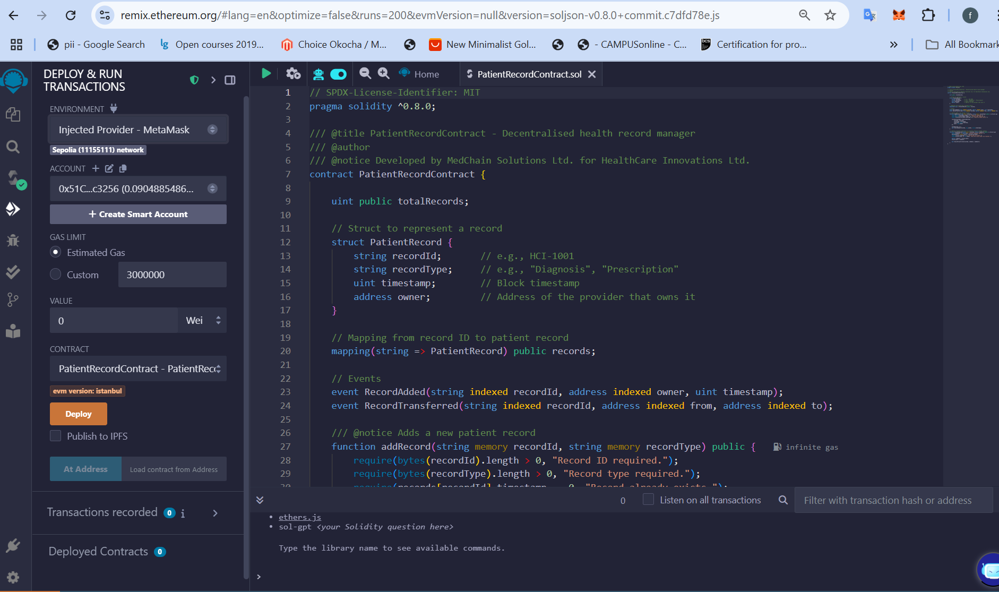 remix.ethereum.org/#lang=en&optimize=false&runs=200&evmVersion=null&version=soljson-v0.8.0+commit.c7dfd78e.js
f
pii - Google Search
lg Open courses 2019...
Choice Okocha / M...
New Minimalist Gol...
- CAMPUSonline - C...
bcs Certification for pro...
All Bookmark
DEPLOY & RUN
TRANSACTIONS
ENVIRONMENT
Injected Provider - MetaMask
Sepolia (11155111) network
ACCOUNT
0x51C...c3256 (0.0904885486...
+ Create Smart Account
GAS LIMIT
Estimated Gas
Custom 3000000
VALUE
0 Wei
CONTRACT
PatientRecordContract - PatientRec
evm version: istanbul
Deploy
Publish to IPFS
At Address Load contract from Address
Transactions recorded 0 i
Deployed Contracts 0
Home
PatientRecordContract.sol
1 // SPDX-License-Identifier: MIT
2 pragma solidity ^0.8.0;
3
4 /// @title PatientRecordContract - Decentralised health record manager
5 /// @author
6 /// @notice Developed by MedChain Solutions Ltd. for HealthCare Innovations Ltd.
7 contract PatientRecordContract {
8
9 uint public totalRecords;
10
11 // Struct to represent a record
12 struct PatientRecord {
13 string recordId; // e.g., HCI-1001
14 string recordType; // e.g., "Diagnosis", "Prescription"
15 uint timestamp; // Block timestamp
16 address owner; // Address of the provider that owns it
17 }
18
19 // Mapping from record ID to patient record
20 mapping(string => PatientRecord) public records;
21
22 // Events
23 event RecordAdded(string indexed recordId, address indexed owner, uint timestamp);
24 event RecordTransferred(string indexed recordId, address indexed from, address indexed to);
25
26 /// @notice Adds a new patient record
27 function addRecord(string memory recordId, string memory recordType) public { infinite gas
28 require(bytes(recordId).length > 0, "Record ID required.");
29 require(bytes(recordType).length > 0, "Record type required.");
30 require(records[recordId].timestamp == 0, "Record already exists.");
0
Listen on all transactions
Filter with transaction hash or address
• ethers.js
• sol-gpt <your Solidity question here>
Type the library name to see available commands.
>